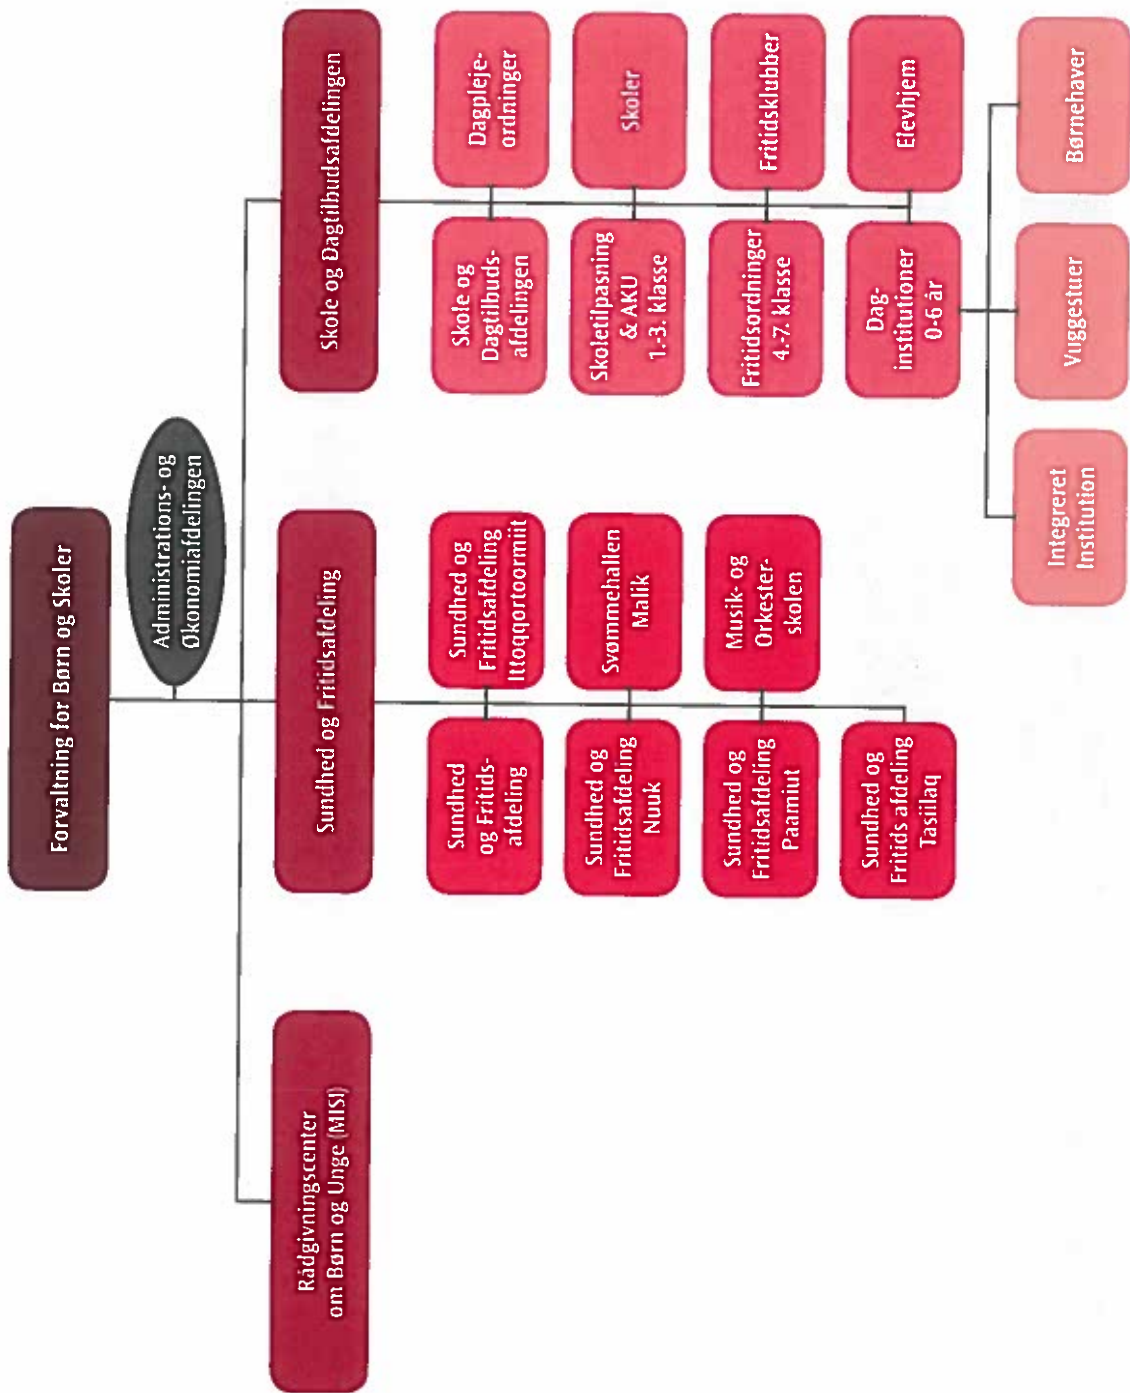 Forvaltning for Børn og Skoler
Administrations- og
Økonomiafdelingen
Rådgivningscenter
om Børn og Unge (MISI)
Sundhed og Fritidsafdeling
Skole og Dagtilbudsafdelingen
Sundhed
og Fritids-
afdeling
Sundhed og
Fritidsafdeling
Ittoqqortoormiit
Sundhed og
Fritidsafdeling
Nuuk
Svømmehallen
Malik
Sundhed og
Fritidsafdeling
Paamiut
Musik- og
Orkester-
skolen
Sundhed og
Fritids afdeling
Tasiilaq
Skole og
Dagtilbuds-
afdelingen
Dagpleje-
ordninger
Skoletilpasning
& AKU
1.-3. klasse
Skoler
Fritidsordninger
4.-7. klasse
Fritidsklubber
Dag-
institutioner
0-6 år
Elevhjem
Integreret
Institution
Vuggestuer
Børnehaver